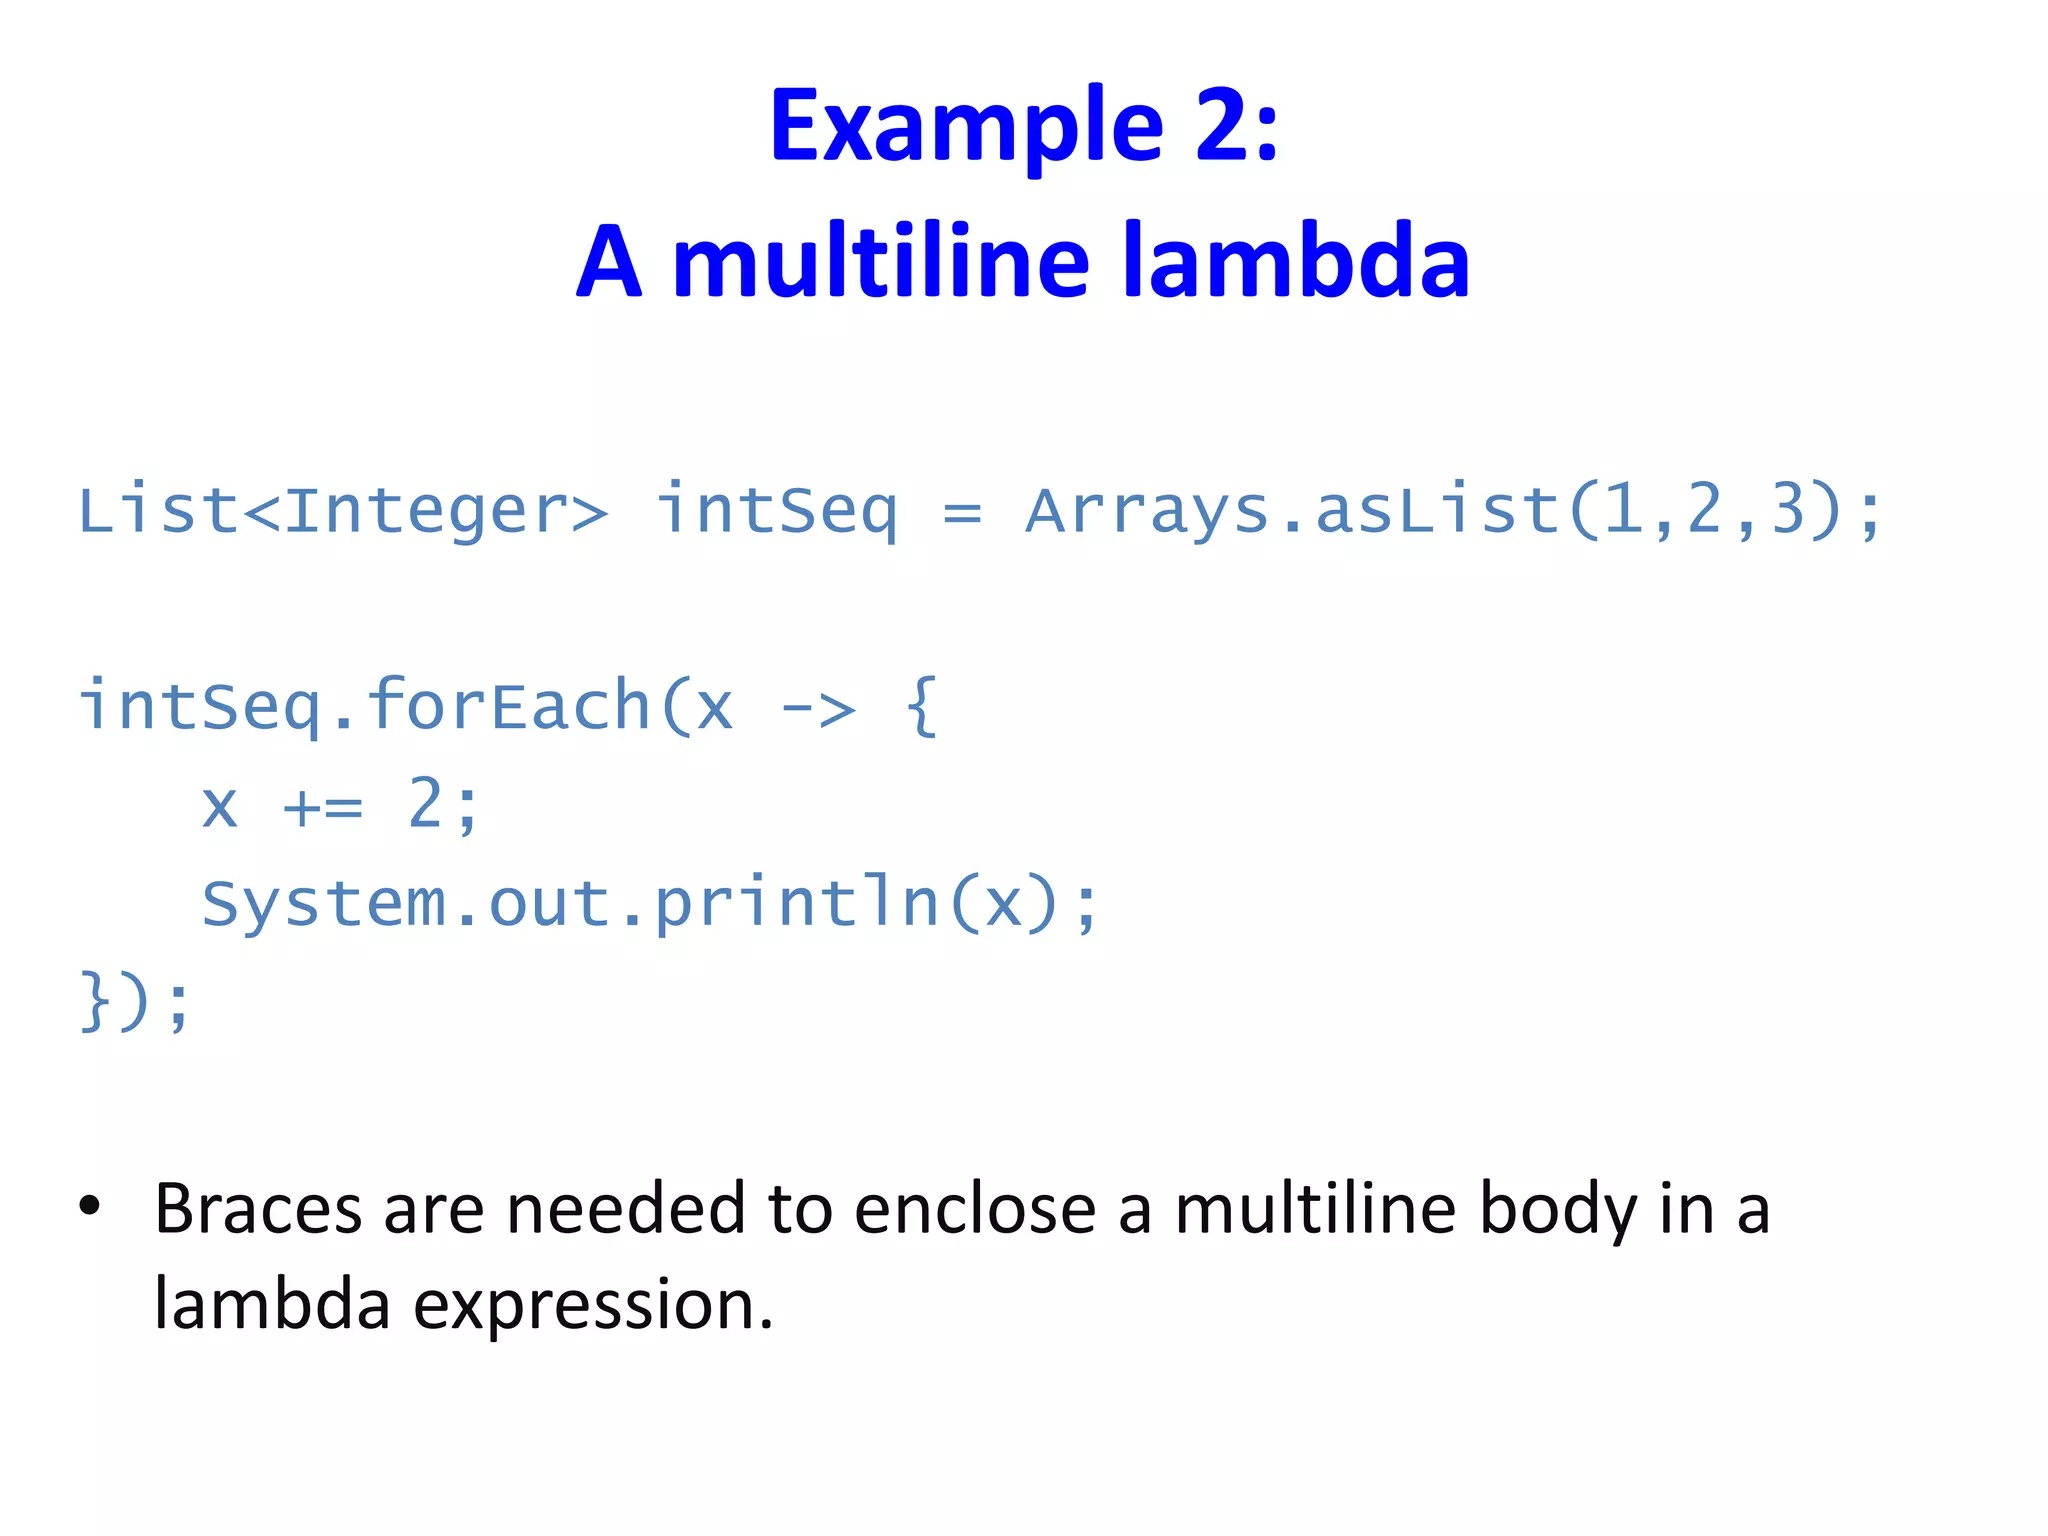 Example 2:
A multiline lambda
List<Integer> intSeq = Arrays.asList(1,2,3);
intSeq.forEach(x -> {
   x += 2;
   System.out.println(x);
});
• Braces are needed to enclose a multiline body in a
lambda expression.